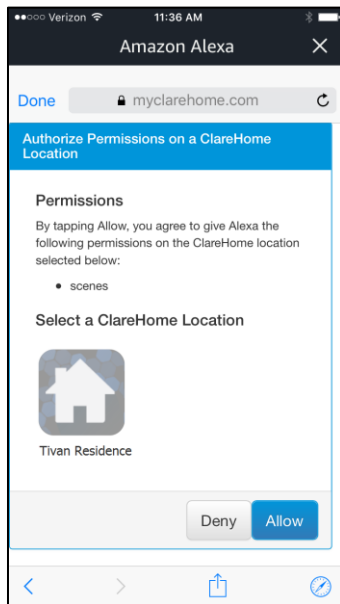 Verizon 11:36 AM
Amazon Alexa
Done myclarehome.com
Authorize Permissions on a ClareHome
Location
Permissions
By tapping Allow, you agree to give Alexa the
following permissions on the ClareHome location
selected below:
• scenes
Select a ClareHome Location
Tivan Residence
Deny Allow